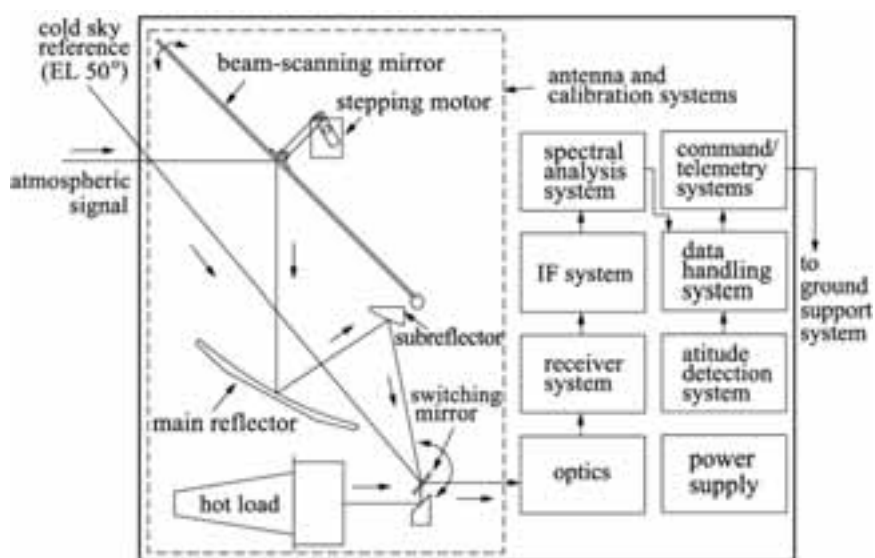 cold sky
reference
(EL 50°)
beam-scanning mirror
stepping motor
antenna and
calibration systems
atmospheric
signal
spectral
analysis
system
command/
telemetry
systems
IF system
data
handling
system
to
ground
support
system
subreflector
receiver
system
atitude
detection
system
switching
mirror
main reflector
hot load
optics
power
supply